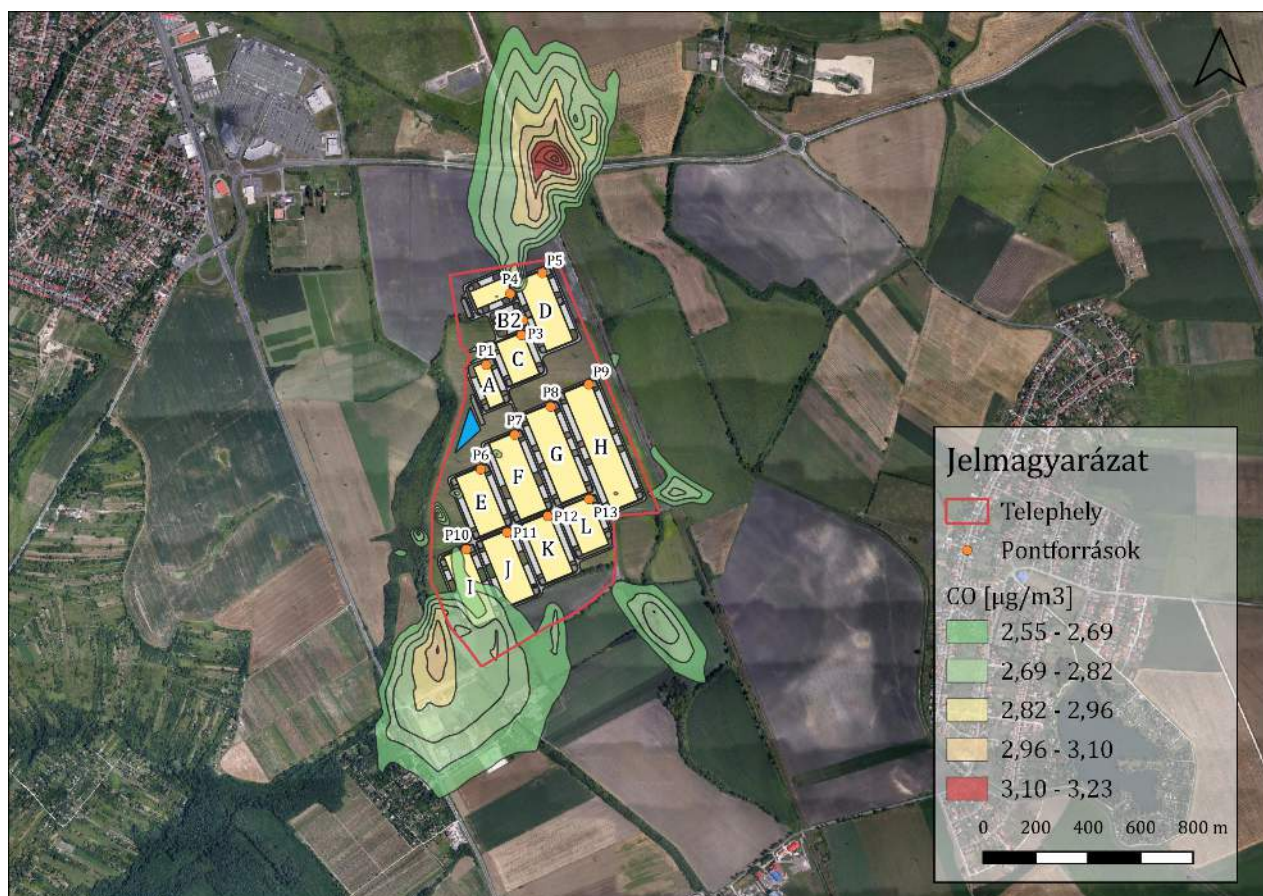 P5
P4
D
B2
P3
C
P1
A
P9
P8
P7
H
G
P6
F
E
P13
P12
L
P11
K
P10
J
I
Jelmagyarázat
Telephely
Pontforrások
CO [µg/m3]
2,55 - 2,69
2,69 - 2,82
2,82 - 2,96
2,96 - 3,10
3,10 - 3,23
0 200 400 600 800 m